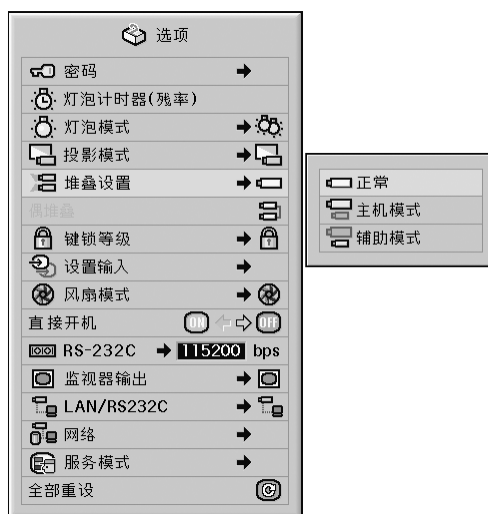 选项
密码
灯泡计时器(残率)
灯泡模式
投影模式
堆叠设置
偶堆叠
键锁等级
设置输入
风扇模式
直接开机 ON OFF
RS-232C 115200 bps
监视器输出
LAN/RS232C
网络
服务模式
全部重设
正常
主机模式
辅助模式